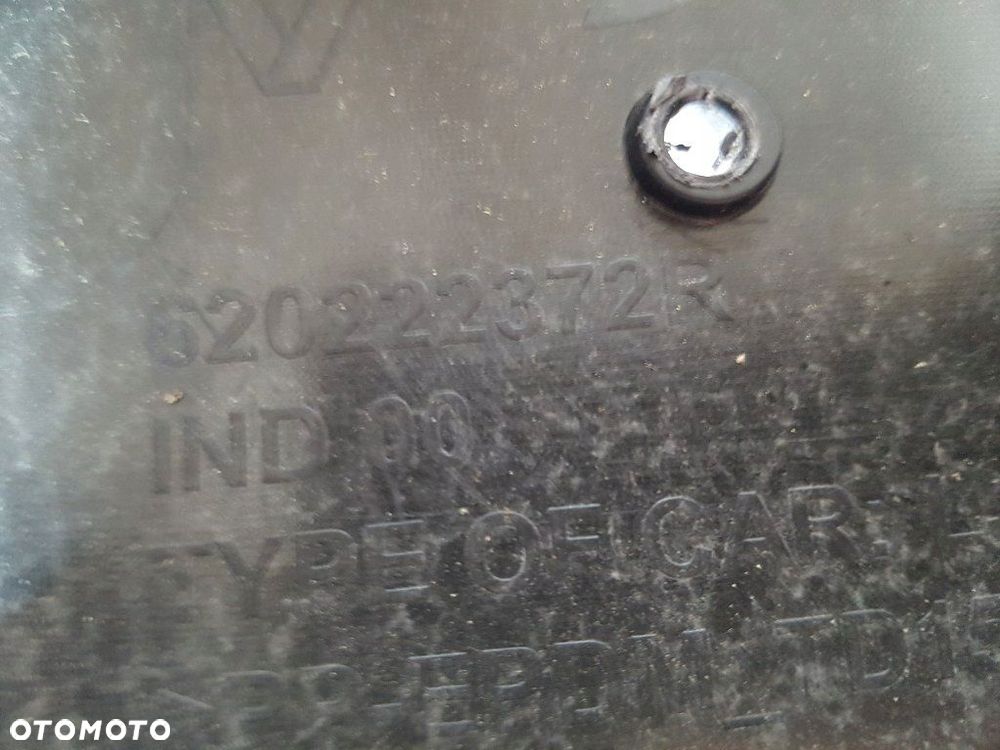 620222372R
IND 00
TYPE OF CAR:
>PP+EPDM-TD15
OTOMOTO